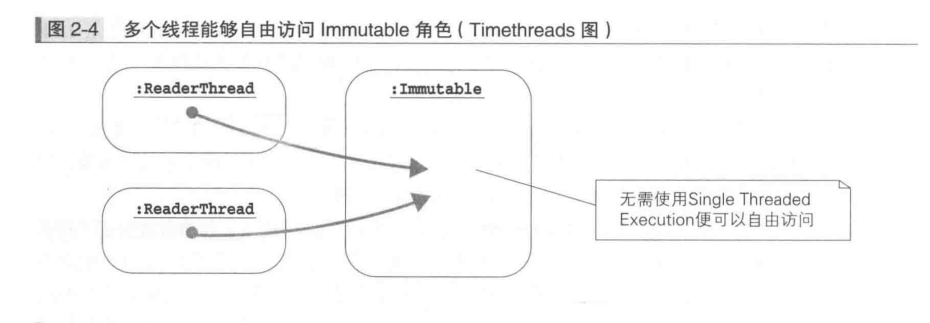 图 2-4 多个线程能够自由访问 Immutable 角色（Timethreads 图）
:ReaderThread
:Immutable
:ReaderThread
无需使用Single Threaded
Execution便可以自由访问